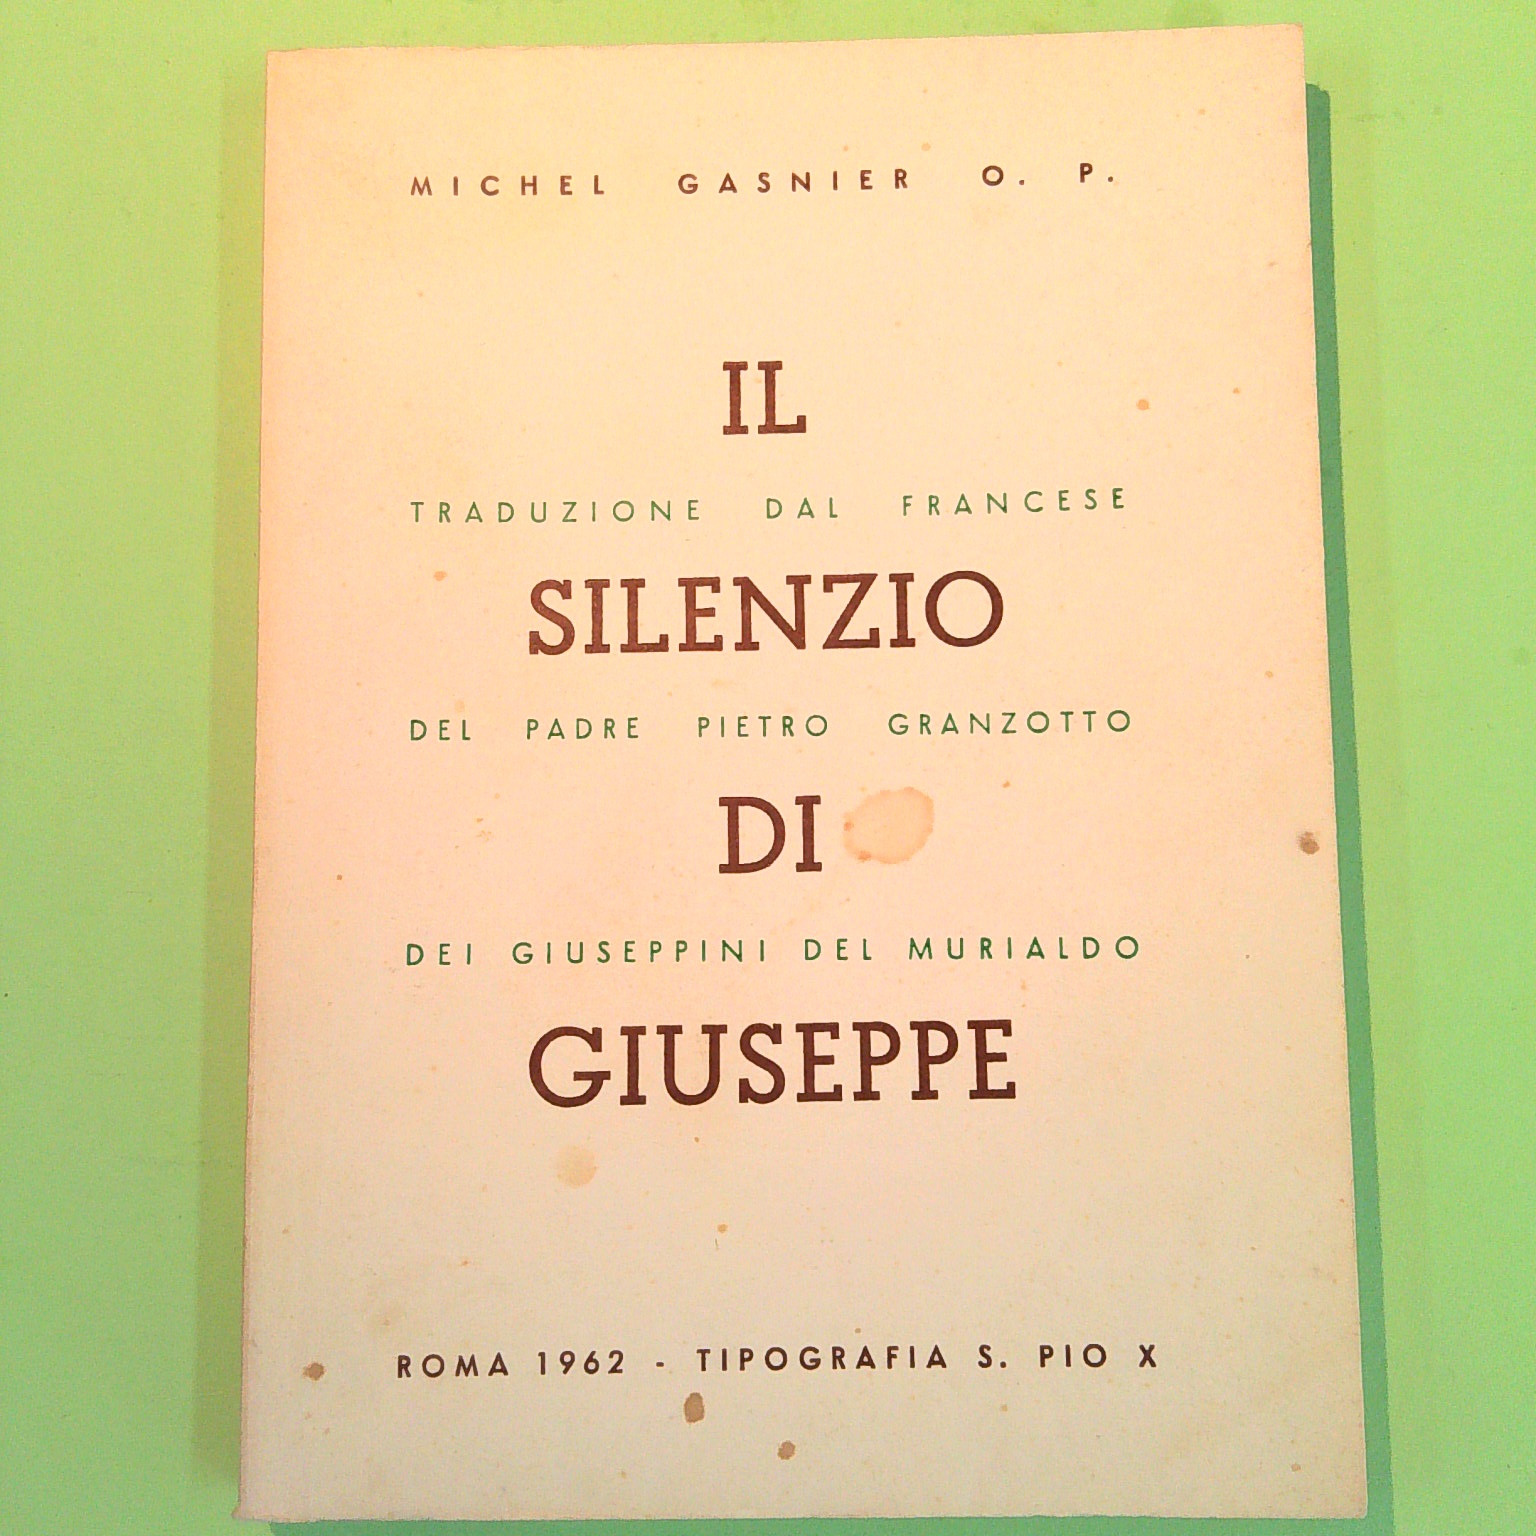 MICHEL GASNIER O. P.
IL
TRADUZIONE DAL FRANCESE
SILENZIO
DEL PADRE PIETRO GRANZOTTO
DI
DEI GIUSEPPINI DEL MURIALDO
GIUSEPPE
ROMA 1962 - TIPOGRAFIA S. PIO X